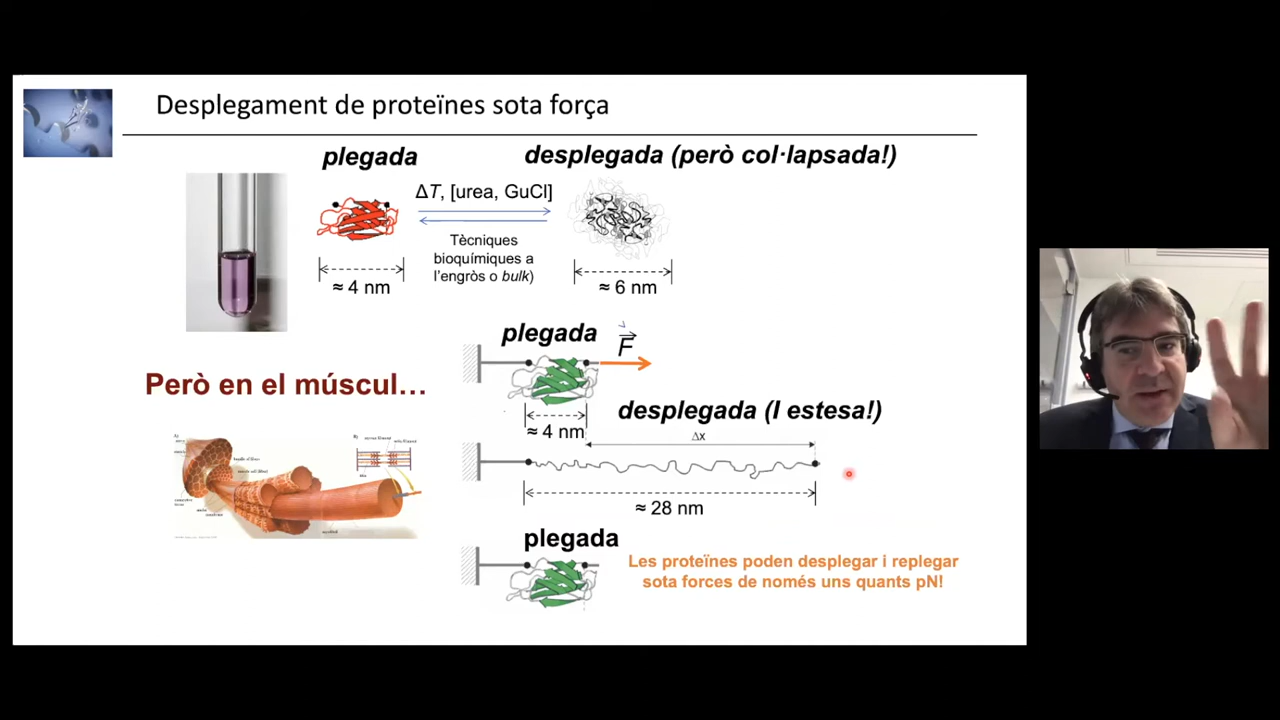 Desplegament de proteïnes sota força
plegada
desplegada (però col·lapsada!)
ΔT, [urea, GuCl]
Tècniques
bioquímiques a
l'engròs o bulk)
≈ 4 nm
≈ 6 nm
plegada
F
Però en el múscul…
≈ 4 nm
desplegada (I estesa!)
Δx
≈ 28 nm
plegada
Les proteïnes poden desplegar i replegar
sota forces de només uns quants pN!
A)
B)